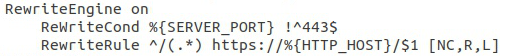 RewriteEngine on
ReWriteCond %{SERVER_PORT} !^443$
RewriteRule ^/(.*) https://%{HTTP_HOST}/$1 [NC,R,L]